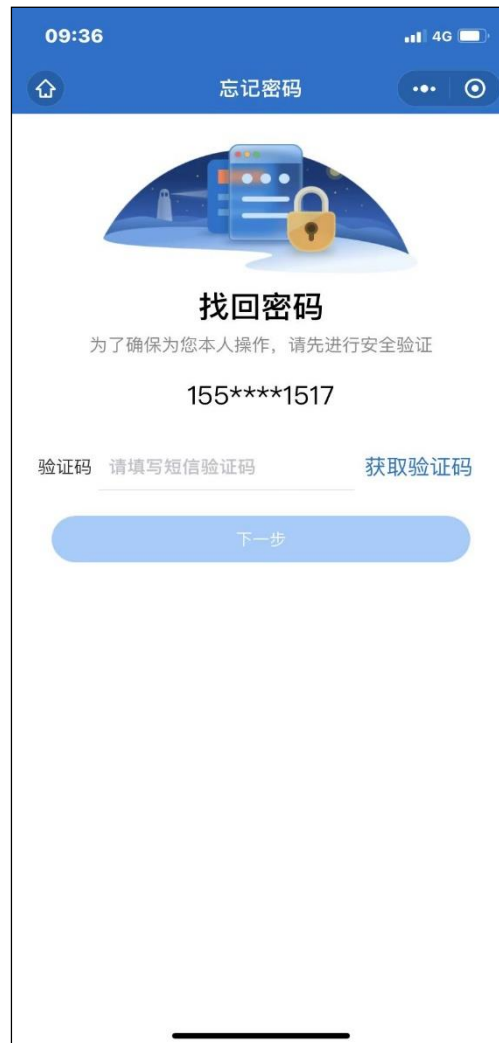 09:36
4G
忘记密码
找回密码
为了确保为您本人操作，请先进行安全验证
155****1517
验证码 请填写短信验证码 获取验证码
下一步